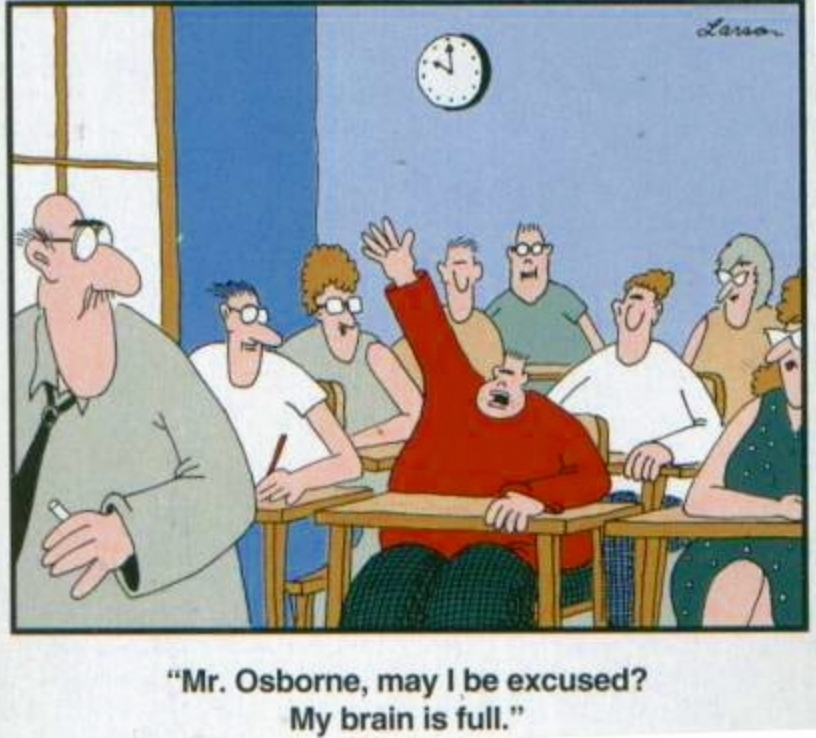 Larson
“Mr. Osborne, may I be excused?
My brain is full.”